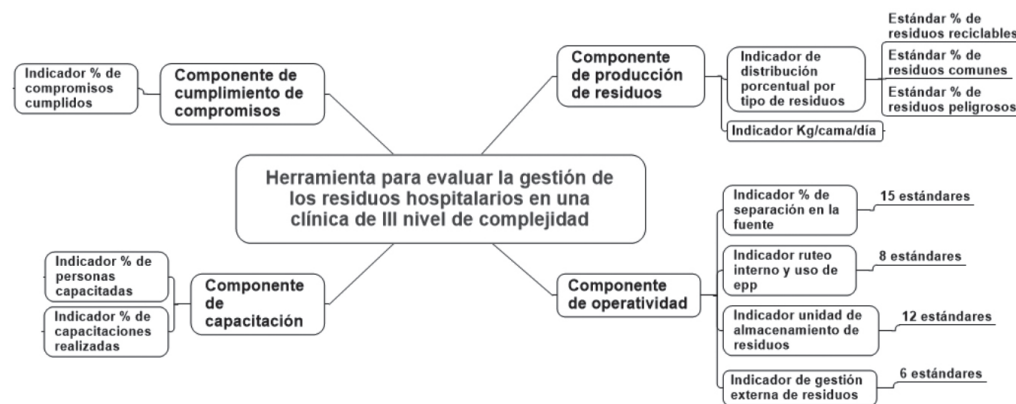 Herramienta para evaluar la gestión de
los residuos hospitalarios en una
clínica de III nivel de complejidad
Componente de
cumplimiento de
compromisos
Indicador % de
compromisos
cumplidos
Componente
de producción
de residuos
Indicador de
distribución
porcentual por
tipo de residuos
Estándar % de
residuos reciclables
Estándar % de
residuos comunes
Estándar % de
residuos peligrosos
Indicador Kg/cama/día
Componente
de
capacitación
Indicador % de
personas
capacitadas
Indicador % de
capacitaciones
realizadas
Componente
de operatividad
Indicador % de
separación en la
fuente
15 estándares
Indicador ruteo
interno y uso de
epp
8 estándares
Indicador unidad de
almacenamiento de
residuos
12 estándares
Indicador de gestión
externa de residuos
6 estándares